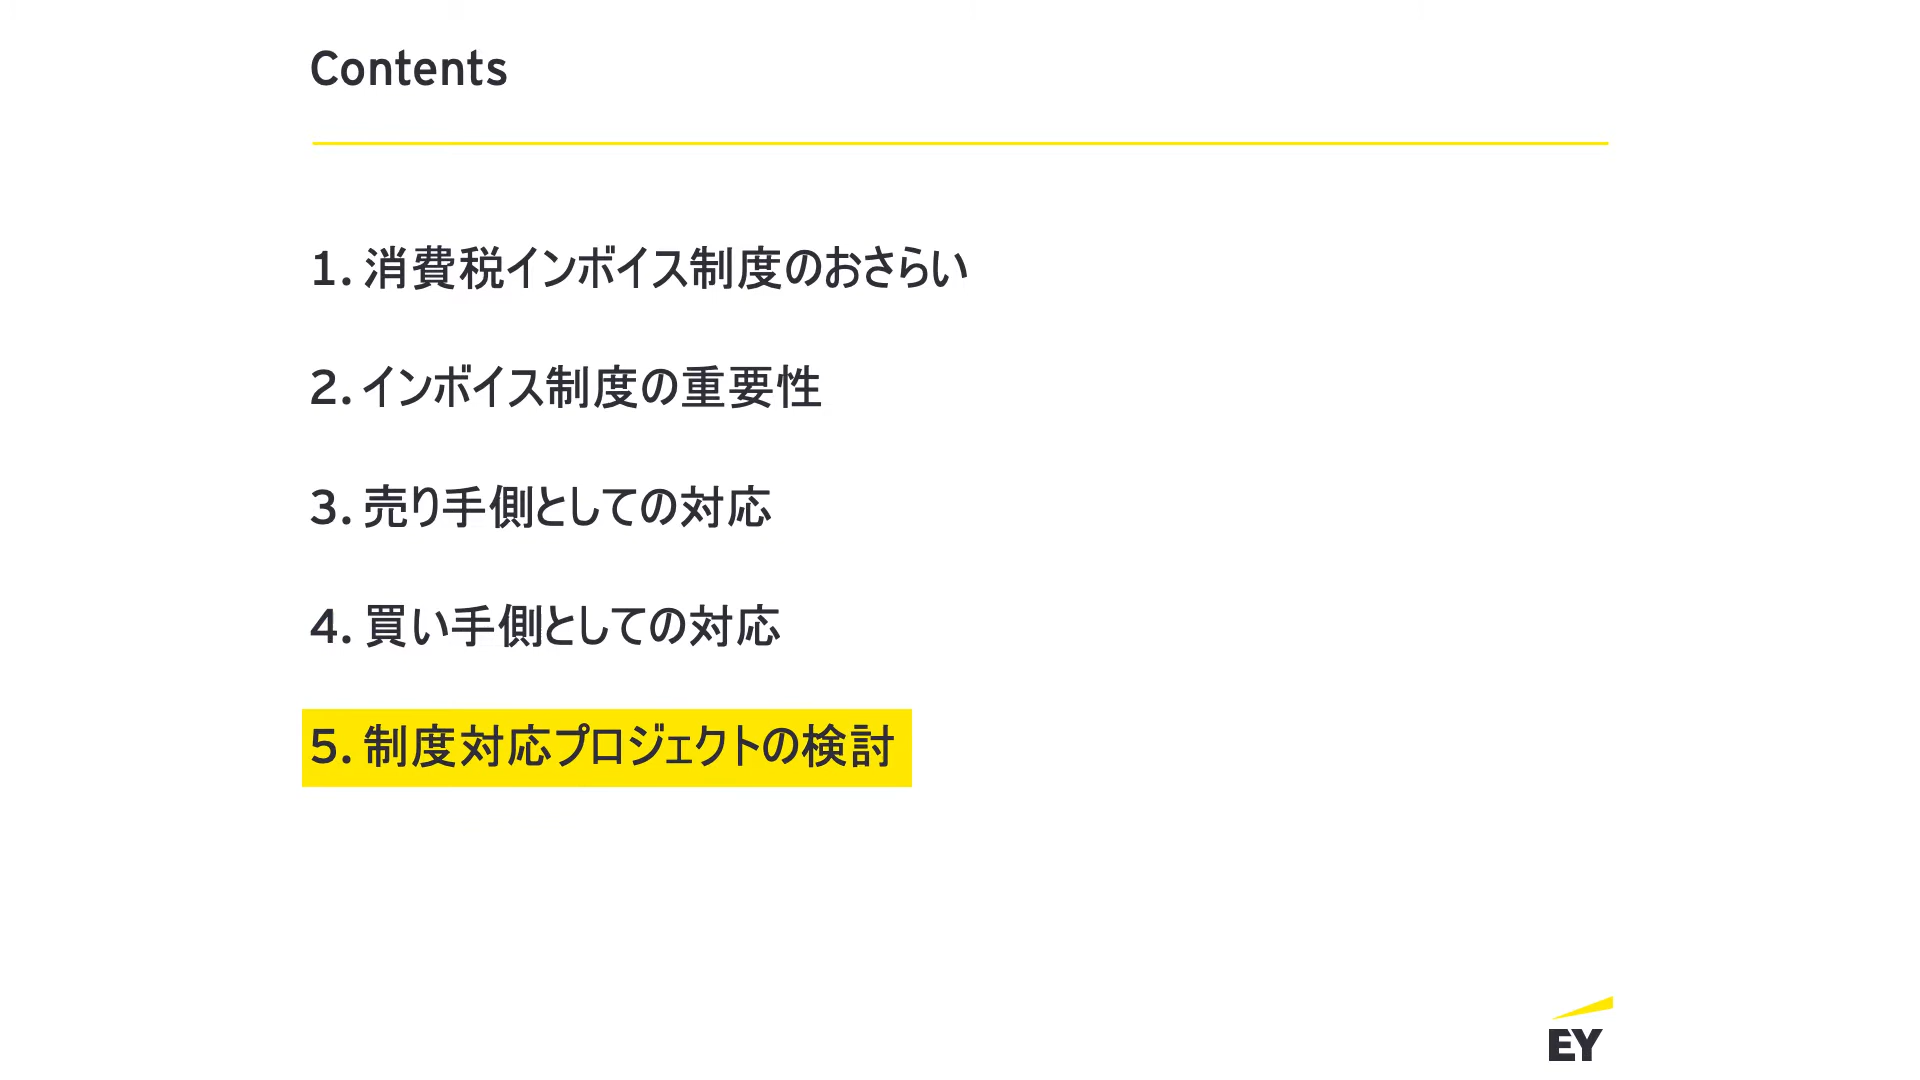 Contents
1. 消費税インボイス制度のおさらい
2. インボイス制度の重要性
3. 売り手側としての対応
4. 買い手側としての対応
5. 制度対応プロジェクトの検討
EY